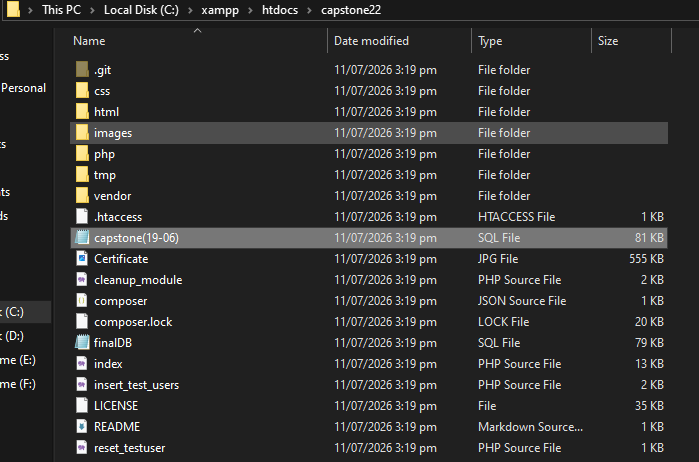 This PC > Local Disk (C:) > xampp > htdocs > capstone22
Name Date modified Type Size
.git 11/07/2026 3:19 pm File folder
ss css 11/07/2026 3:19 pm File folder
Personal html 11/07/2026 3:19 pm File folder
images 11/07/2026 3:19 pm File folder
ts php 11/07/2026 3:19 pm File folder
tmp 11/07/2026 3:19 pm File folder
nts vendor 11/07/2026 3:19 pm File folder
ds .htaccess 11/07/2026 3:19 pm HTACCESS File 1 KB
capstone(19-06) 11/07/2026 3:19 pm SQL File 81 KB
Certificate 11/07/2026 3:19 pm JPG File 555 KB
cleanup_module 11/07/2026 3:19 pm PHP Source File 2 KB
(C:) composer 11/07/2026 3:19 pm JSON Source File 1 KB
(D:) composer.lock 11/07/2026 3:19 pm LOCK File 20 KB
me (E:) finalDB 11/07/2026 3:19 pm SQL File 79 KB
me (F:) index 11/07/2026 3:19 pm PHP Source File 13 KB
insert_test_users 11/07/2026 3:19 pm PHP Source File 2 KB
LICENSE 11/07/2026 3:19 pm File 35 KB
README 11/07/2026 3:19 pm Markdown Source... 1 KB
reset_testuser 11/07/2026 3:19 pm PHP Source File 1 KB